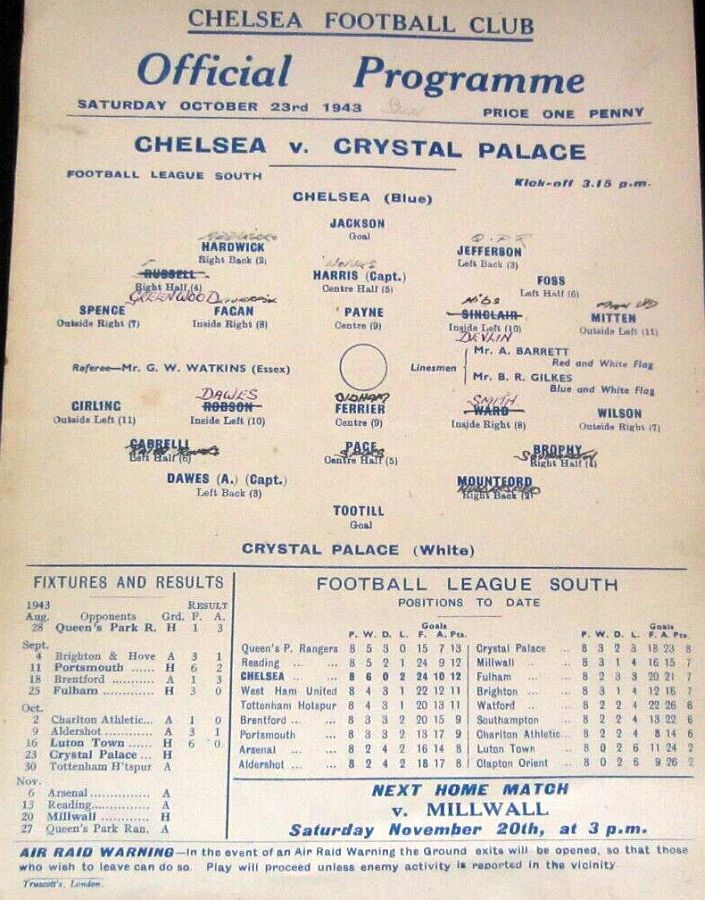 CHELSEA FOOTBALL CLUB
Official Programme
SATURDAY OCTOBER 23rd 1943 PRICE ONE PENNY
CHELSEA v. CRYSTAL PALACE
FOOTBALL LEAGUE SOUTH Kick-off 3.15 p.m.
CHELSEA (Blue)
JACKSON
Goal
HARDWICK
Right Back (2)
JEFFERSON
Left Back (3)
RUSSELL
Right Half (4)
GREENWOOD
HARRIS (Capt.)
Centre Half (5)
FOSS
Left Half (6)
SPENCE
Outside Right (7)
FAGAN
Inside Right (8)
PAYNE
Centre (9)
SINCLAIR
Inside Left (10)
DEVLIN
MITTEN
Outside Left (11)
Referee—Mr. G. W. WATKINS (Essex)
Linesmen
Mr. A. BARRETT
Red and White Flag
Mr. B. R. GILKES
Blue and White Flag
GIRLING
Outside Left (11)
DAWES
ROBSON
Inside Left (10)
OLDHAM
FERRIER
Centre (9)
SMITH
WARD
Inside Right (8)
WILSON
Outside Right (7)
GABRELLI
Left Half (6)
PAGE
Centre Half (5)
BROPHY
Right Half (4)
DAWES (A.) (Capt.)
Left Back (3)
MOUNTFORD
Right Back (2)
TOOTILL
Goal
CRYSTAL PALACE (White)
FIXTURES AND RESULTS
1943 RESULT
Aug. Opponents Grd. F. A.
28 Queen's Park R. H 1 3
Sept.
4 Brighton & Hove A 3 1
11 Portsmouth H 6 2
18 Brentford A 1 3
25 Fulham H 3 0
Oct.
2 Charlton Athletic... A 1 0
9 Aldershot A 3 1
16 Luton Town H 6 0
23 Crystal Palace H
30 Tottenham H'tspur A
Nov.
6 Arsenal A
13 Reading A
20 Millwall H
27 Queen's Park Ran. A
FOOTBALL LEAGUE SOUTH
POSITIONS TO DATE
Goals
P. W. D. L. F. A. Pts.
Queen's P. Rangers 8 5 3 0 15 7 13
Reading 8 5 2 1 24 9 12
CHELSEA 8 6 0 2 24 10 12
West Ham United 8 4 3 1 22 12 11
Tottenham Hotspur 8 4 3 1 20 13 11
Brentford 8 3 3 2 20 15 9
Portsmouth 8 3 3 2 13 17 9
Arsenal 8 2 4 2 16 14 8
Aldershot 8 2 4 2 18 17 8
Goals
P. W. D. L. F. A. Pts.
Crystal Palace 8 3 2 3 18 23 8
Millwall 8 3 1 4 16 15 7
Fulham 8 2 3 3 20 21 7
Brighton 8 3 1 4 12 16 7
Watford 8 2 2 4 22 26 6
Southampton 8 2 2 4 13 22 6
Charlton Athletic 8 2 2 4 8 14 6
Luton Town 8 0 2 6 11 24 2
Clapton Orient 8 0 2 6 9 26 2
NEXT HOME MATCH
v. MILLWALL
Saturday November 20th, at 3 p.m.
AIR RAID WARNING—In the event of an Air Raid Warning the Ground exits will be opened, so that those
who wish to leave can do so. Play will proceed unless enemy activity is reported in the vicinity
Truscott's, London.